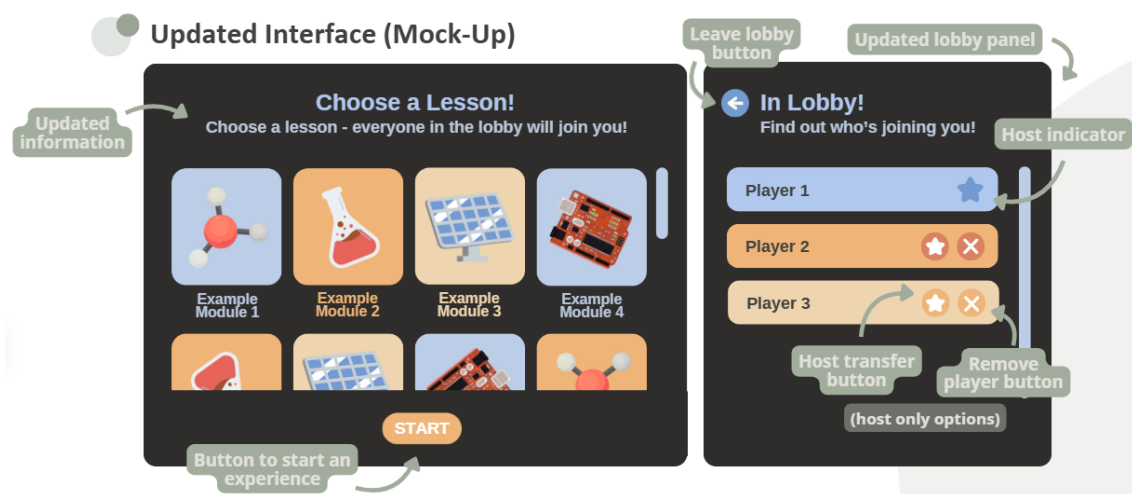 Updated Interface (Mock-Up)
Leave lobby
button
Updated lobby panel
Updated
information
Choose a Lesson!
Choose a lesson - everyone in the lobby will join you!
Example
Module 1
Example
Module 2
Example
Module 3
Example
Module 4
START
Button to start an
experience
In Lobby!
Find out who's joining you!
Host indicator
Player 1
Player 2
Player 3
Host transfer
button
Remove
player button
(host only options)